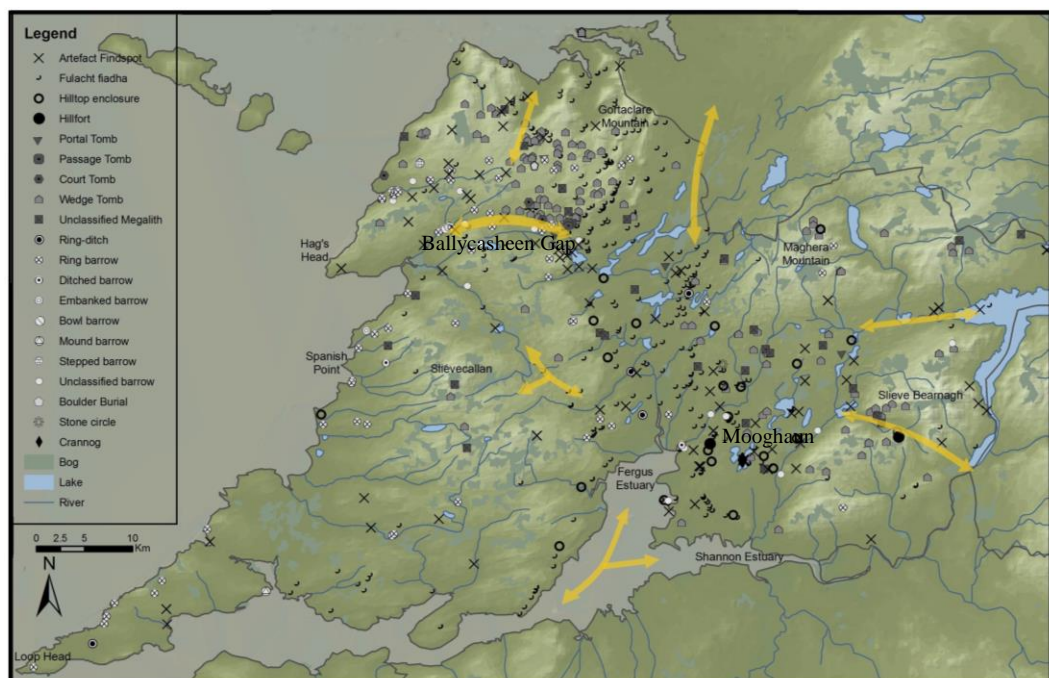 Legend
Artefact Findspot
Fulacht fiadha
Hilltop enclosure
Hillfort
Portal Tomb
Passage Tomb
Court Tomb
Wedge Tomb
Unclassified Megalith
Ring-ditch
Ring barrow
Ditched barrow
Embanked barrow
Bowl barrow
Mound barrow
Stepped barrow
Unclassified barrow
Boulder Burial
Stone circle
Crannog
Bog
Lake
River
0 2.5 5 10
Km
N
Gortaclare
Mountain
Hag's
Head
Ballycasheen Gap
Maghera
Mountain
Spanish
Point
Slievecallan
Slieve Bearnagh
Mooghaun
Fergus
Estuary
Shannon Estuary
Loop Head